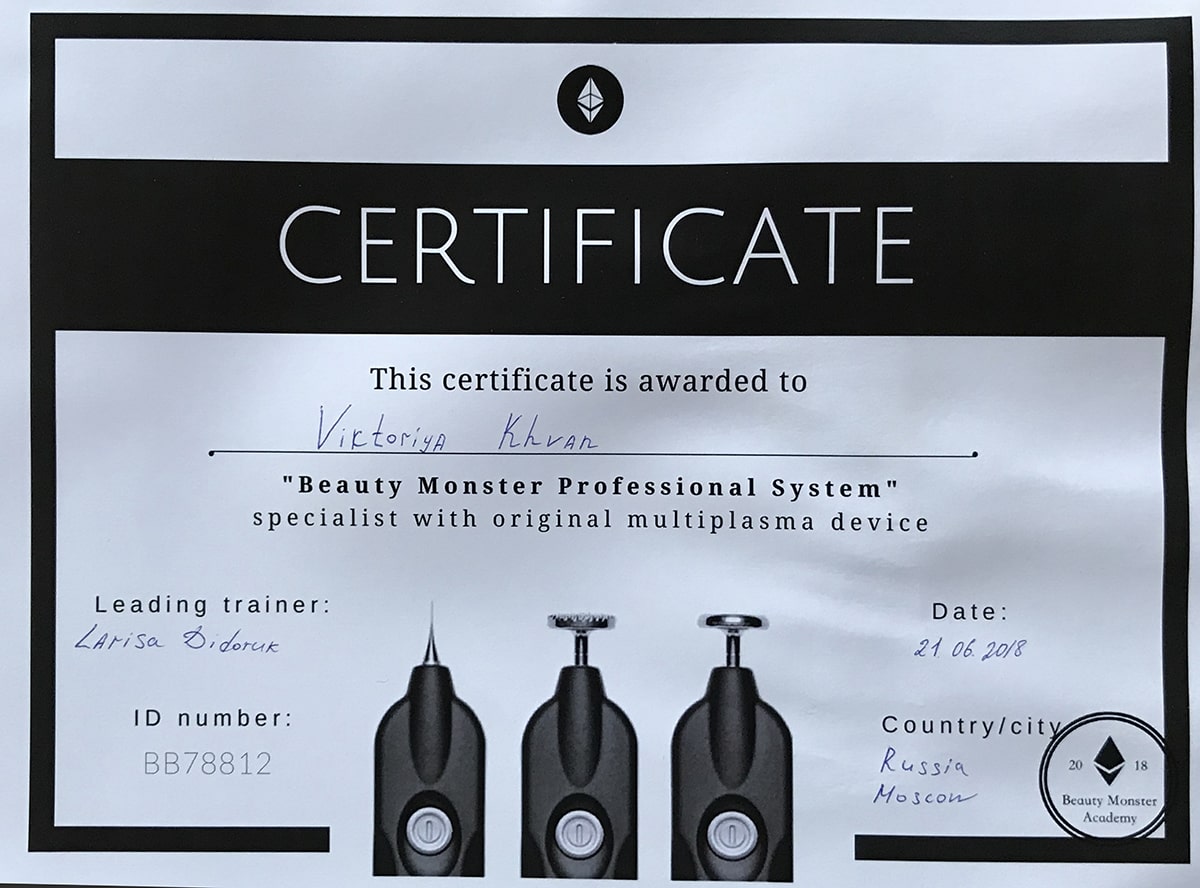 CERTIFICATE
This certificate is awarded to
Viktoriya Khvan
"Beauty Monster Professional System"
specialist with original multiplasma device
Leading trainer:
Larisa Didoruk
ID number:
BB78812
Date:
21 06. 2018
Country/city
Russia
Moscow
20 18
Beauty Monster
Academy